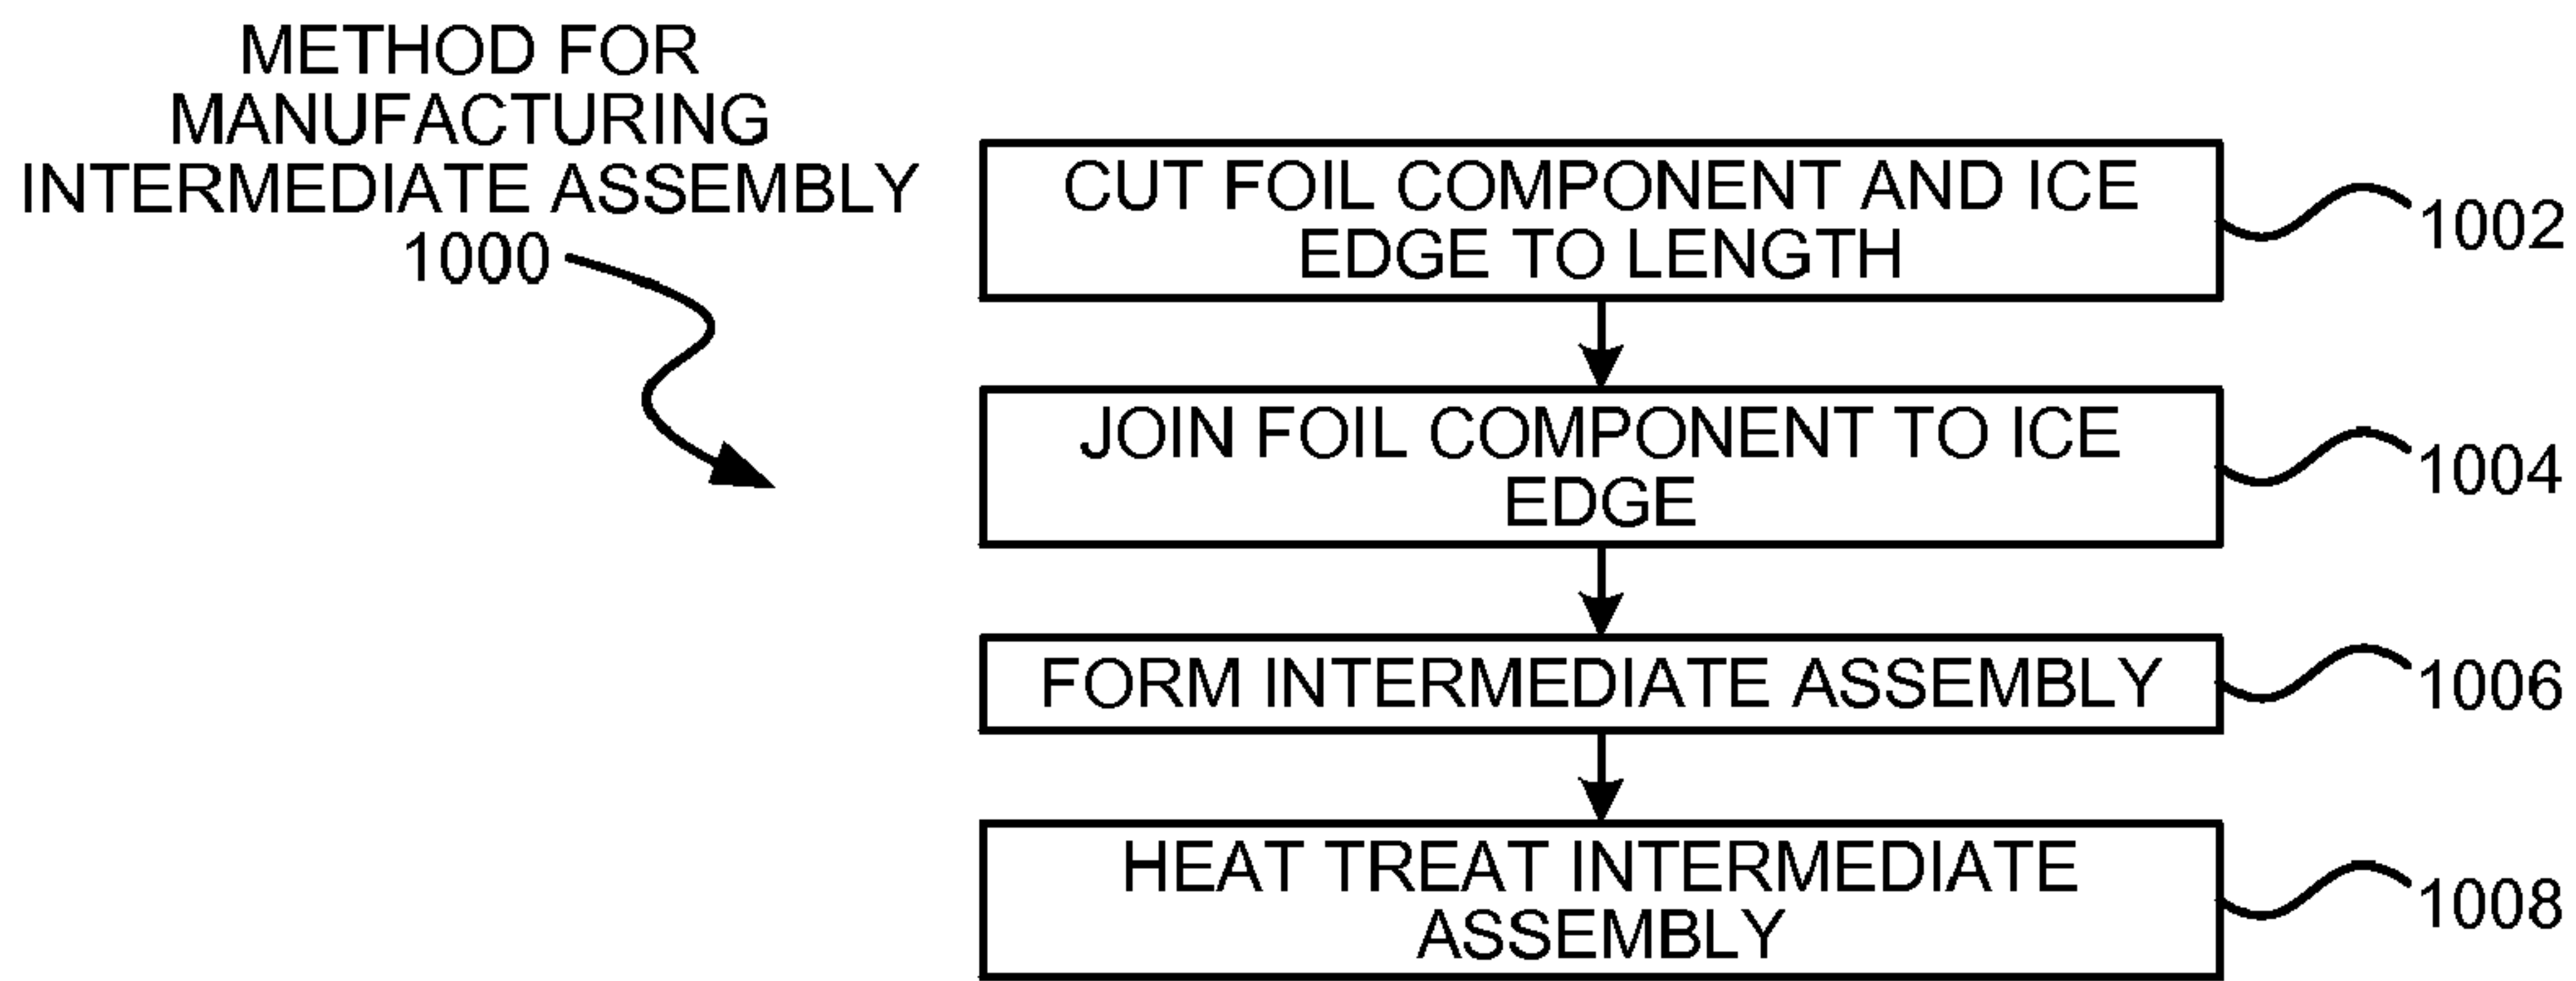 METHOD FOR
MANUFACTURING
INTERMEDIATE ASSEMBLY
1000
CUT FOIL COMPONENT AND ICE
EDGE TO LENGTH
1002
JOIN FOIL COMPONENT TO ICE
EDGE
1004
FORM INTERMEDIATE ASSEMBLY
1006
HEAT TREAT INTERMEDIATE
ASSEMBLY
1008